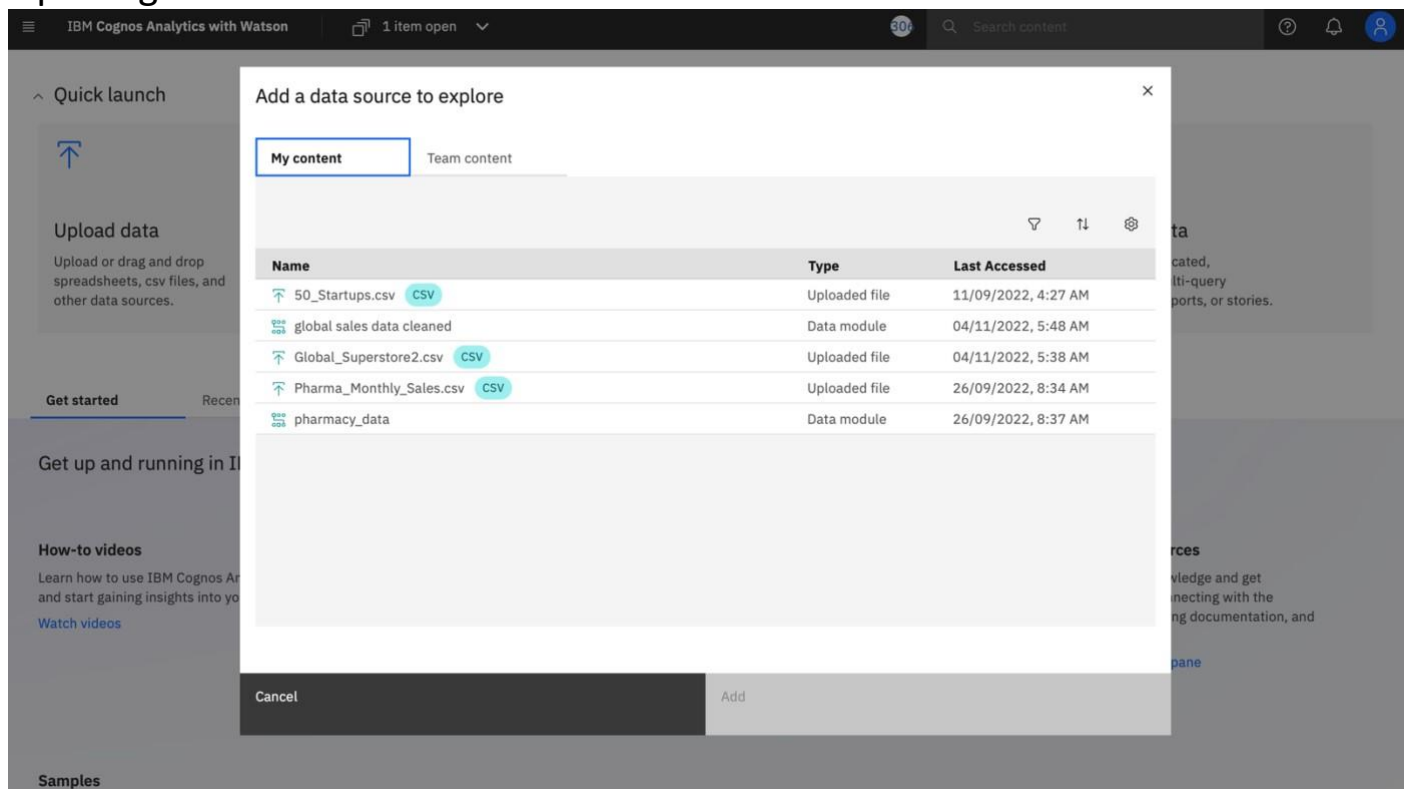 IBM Cognos Analytics with Watson
1 item open
Search content
Quick launch
Upload data
Upload or drag and drop
spreadsheets, csv files, and
other data sources.
Get started
Recen
Get up and running in
How-to videos
Learn how to use IBM Cognos
and start gaining insights into
Watch videos
Samples
Add a data source to explore
My content
Team content
Name Type Last Accessed
50_Startups.csv CSV Uploaded file 11/09/2022, 4:27 AM
global sales data cleaned Data module 04/11/2022, 5:48 AM
Global_Superstore2.csv CSV Uploaded file 04/11/2022, 5:38 AM
Pharma_Monthly_Sales.csv CSV Uploaded file 26/09/2022, 8:34 AM
pharmacy_data Data module 26/09/2022, 8:37 AM
Cancel
Add
ta
cated,
lti-query
ports, or stories.
rces
and get
with the
documentation, and
pane